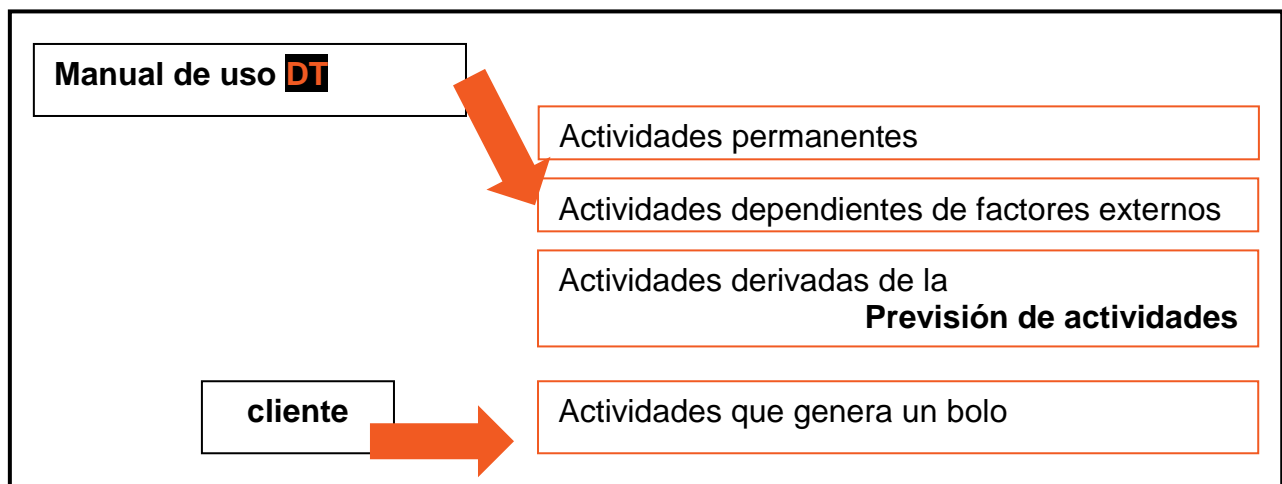 Manual de uso DT
Actividades permanentes
Actividades dependientes de factores externos
Actividades derivadas de la
Previsión de actividades
cliente
Actividades que genera un bolo